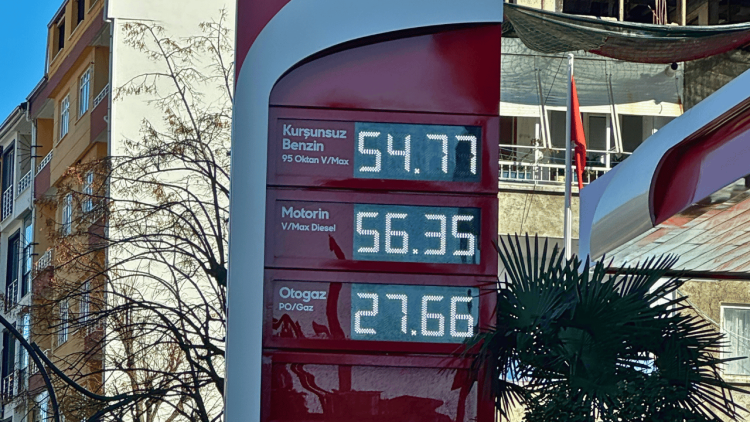 Kurşunsuz
Benzin
95 Oktan V/Max
54.77
Motorin
V/Max Diesel
56.35
Otogaz
PO/Gaz
27.66